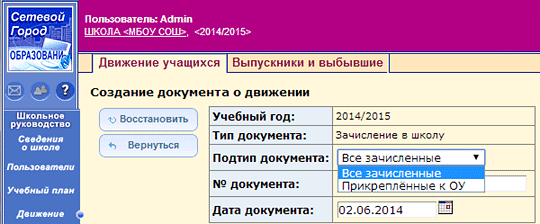 Сетевой
Город
ОБРАЗОВАНИ
Пользователь: Admin
ШКОЛА <МБОУ СОШ>, <2014/2015>
Движение учащихся
Выпускники и выбывшие
Создание документа о движении
Восстановить
Вернуться
Учебный год: 2014/2015
Тип документа: Зачисление в школу
Подтип документа: Все зачисленные
Все зачисленные
Прикреплённые к ОУ
№ документа:
Дата документа: 02.06.2014
Школьное
руководство
Сведения
о школе
Пользователи
Учебный план
Движение